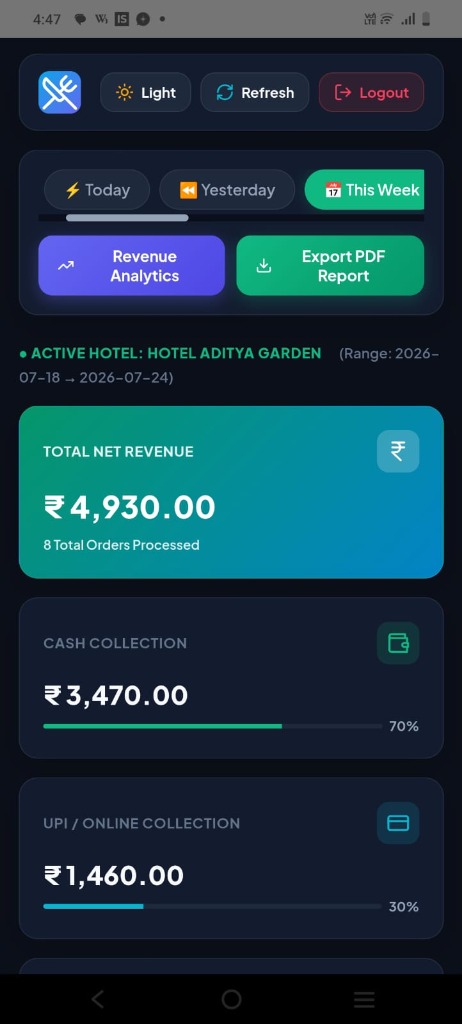 4:47
Light
Refresh
Logout
⚡ Today
⏪ Yesterday
📅 This Week
Revenue
Analytics
Export PDF
Report
● ACTIVE HOTEL: HOTEL ADITYA GARDEN (Range: 2026-
07-18 → 2026-07-24)
TOTAL NET REVENUE
₹
₹4,930.00
8 Total Orders Processed
CASH COLLECTION
₹3,470.00
70%
UPI / ONLINE COLLECTION
₹1,460.00
30%